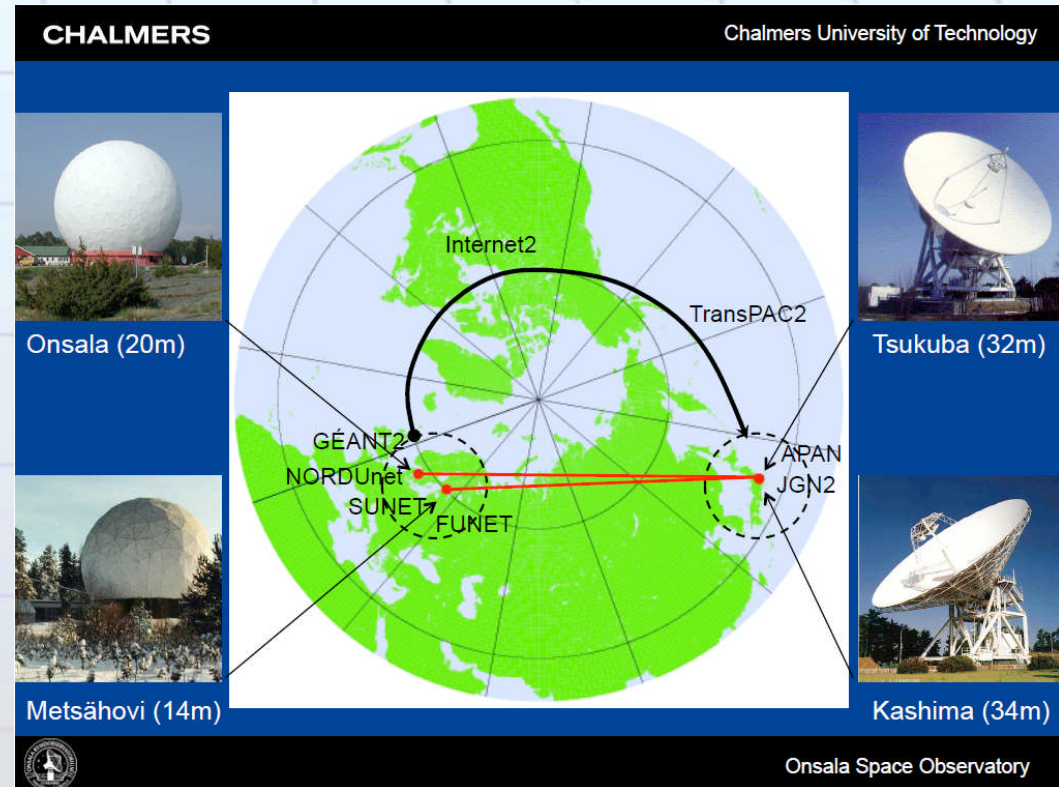 CHALMERS
Chalmers University of Technology
Onsala (20m)
Tsukuba (32m)
Internet2
TransPAC2
GÉANT2
NORDUnet
SUNET
FUNET
APAN
JGN2
Metsähovi (14m)
Kashima (34m)
Onsala Space Observatory